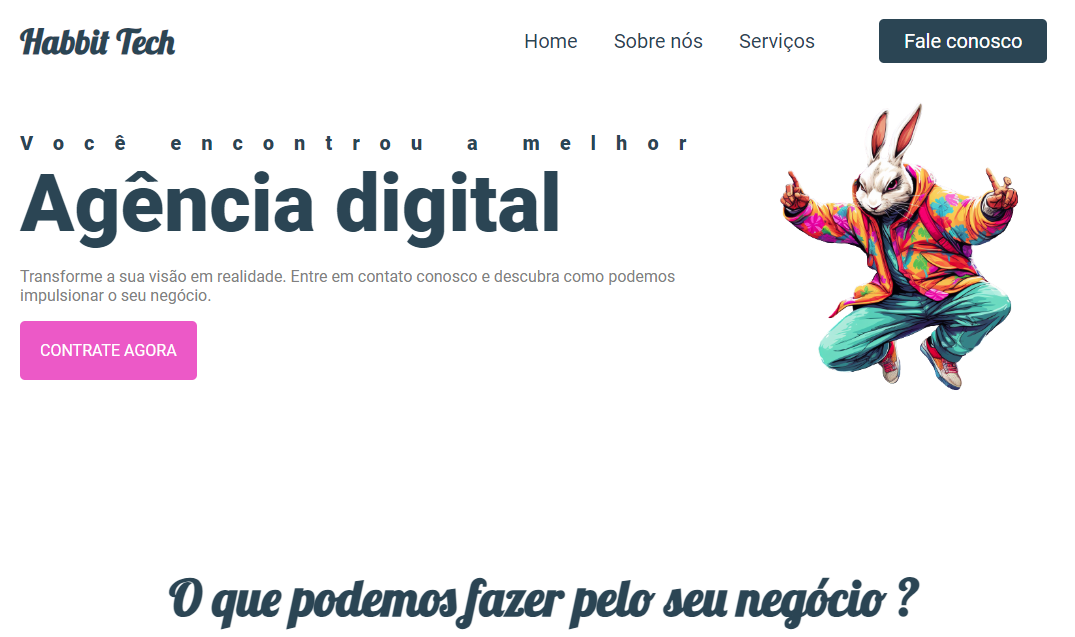 Habbit Tech
Home
Sobre nós
Serviços
Fale conosco
Você encontrou a melhor
Agência digital
Transforme a sua visão em realidade. Entre em contato conosco e descubra como podemos
impulsionar o seu negócio.
CONTRATE AGORA
O que podemos fazer pelo seu negócio ?